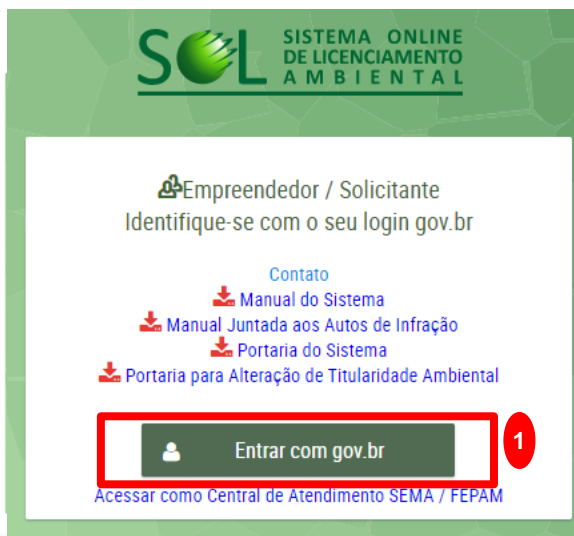 SOL
SISTEMA ONLINE
DE LICENCIAMENTO
AMBIENTAL
Empreendedor / Solicitante
Identifique-se com o seu login gov.br
Contato
Manual do Sistema
Manual Juntada aos Autos de Infração
Portaria do Sistema
Portaria para Alteração de Titularidade Ambiental
Entrar com gov.br
1
Acessar como Central de Atendimento SEMA / FEPAM